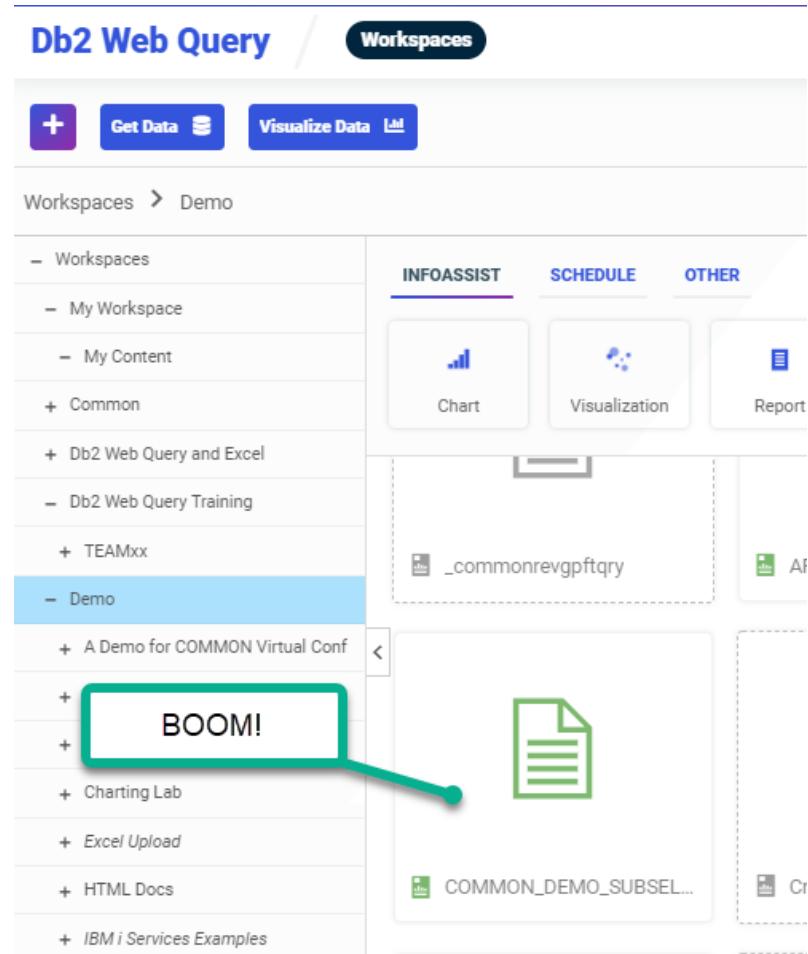 Db2 Web Query
Workspaces
Get Data
Visualize Data
Workspaces > Demo
Workspaces
My Workspace
My Content
Common
Db2 Web Query and Excel
Db2 Web Query Training
TEAMxx
Demo
A Demo for COMMON Virtual Conf
BOOM!
Charting Lab
Excel Upload
HTML Docs
IBM i Services Examples
INFOASSIST SCHEDULE OTHER
Chart Visualization Report
_commonrevgpftqry
COMMON_DEMO_SUBSEL...
Cr